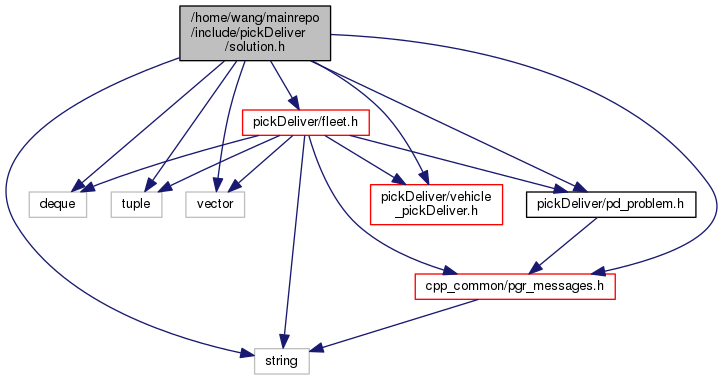 /home/wang/mainrepo
/include/pickDeliver
/solution.h
pickDeliver/fleet.h
deque
tuple
vector
pickDeliver/vehicle
_pickDeliver.h
pickDeliver/pd_problem.h
cpp_common/pgr_messages.h
string